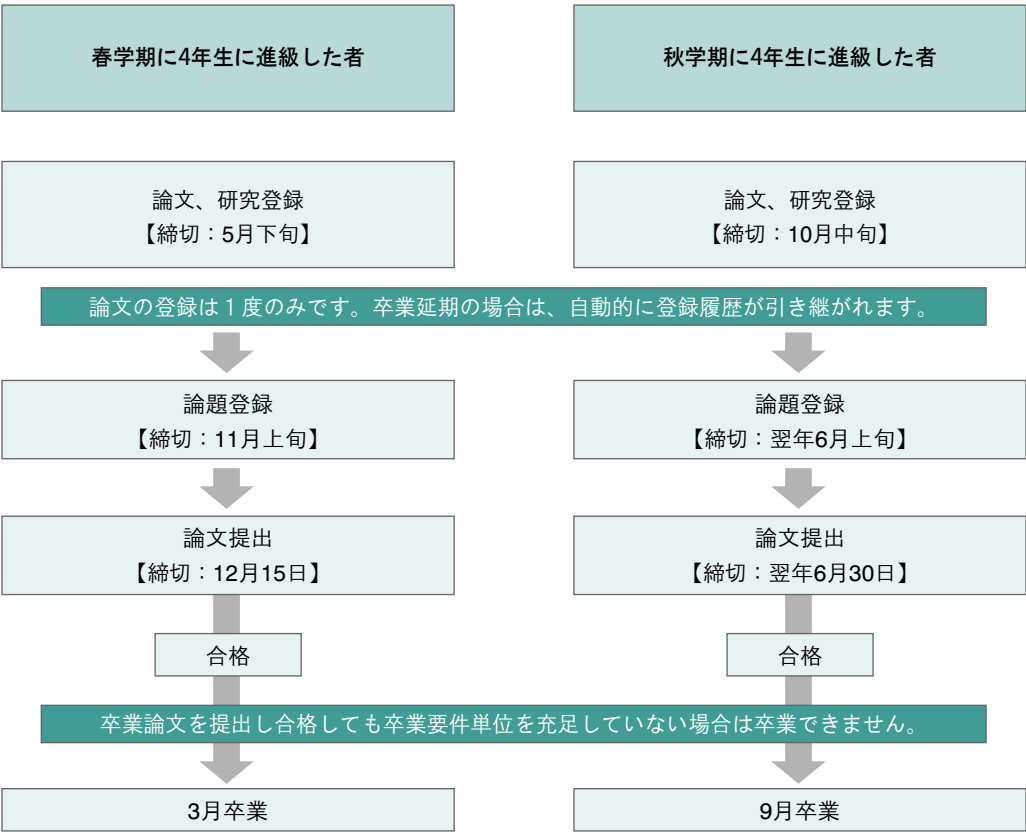 春学期に4年生に進級した者
秋学期に4年生に進級した者
論文、研究登録
【締切：5月下旬】
論文、研究登録
【締切：10月中旬】
論文の登録は１度のみです。卒業延期の場合は、自動的に登録履歴が引き継がれます。
論題登録
【締切：11月上旬】
論題登録
【締切：翌年6月上旬】
論文提出
【締切：12月15日】
論文提出
【締切：翌年6月30日】
合格
合格
卒業論文を提出し合格しても卒業要件単位を充足していない場合は卒業できません。
3月卒業
9月卒業